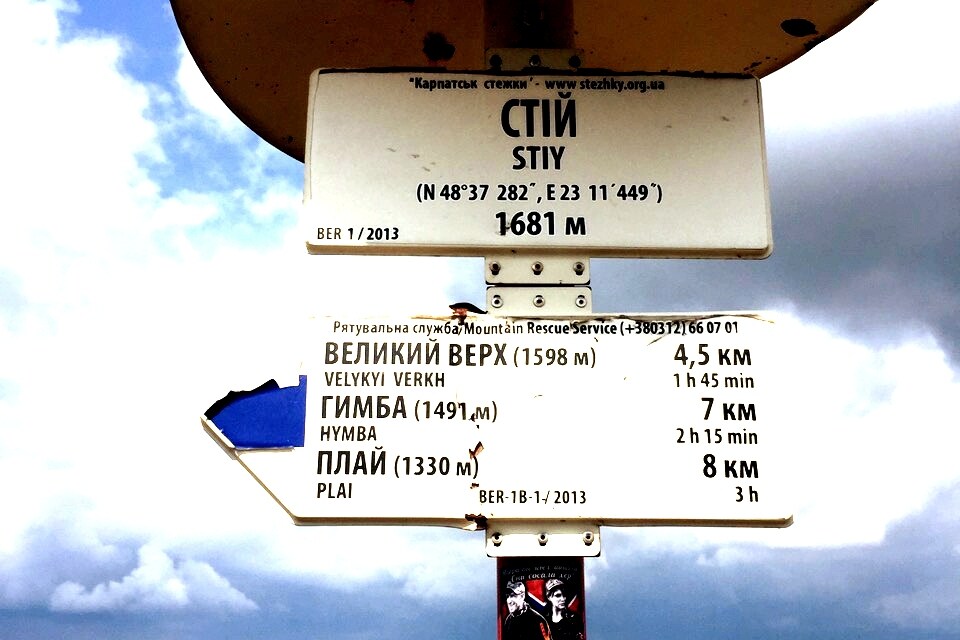 "Карпатськ стежки" - www.stezhky.org.ua
СТІЙ
STIY
(N 48°37 282˝, E 23 11´449˝)
1681 м
BER 1 / 2013
Рятувальна служба/Mountain Rescue Service (+380312) 66 07 01
ВЕЛИКИЙ ВЕРХ (1598 м) 4,5 км
VELYKYI VERKH 1 h 45 min
ГИМБА (1491 м) 7 км
HYMBA 2 h 15 min
ПЛАЙ (1330 м) 8 км
PLAI BER-1B-1-/ 2013 3 h